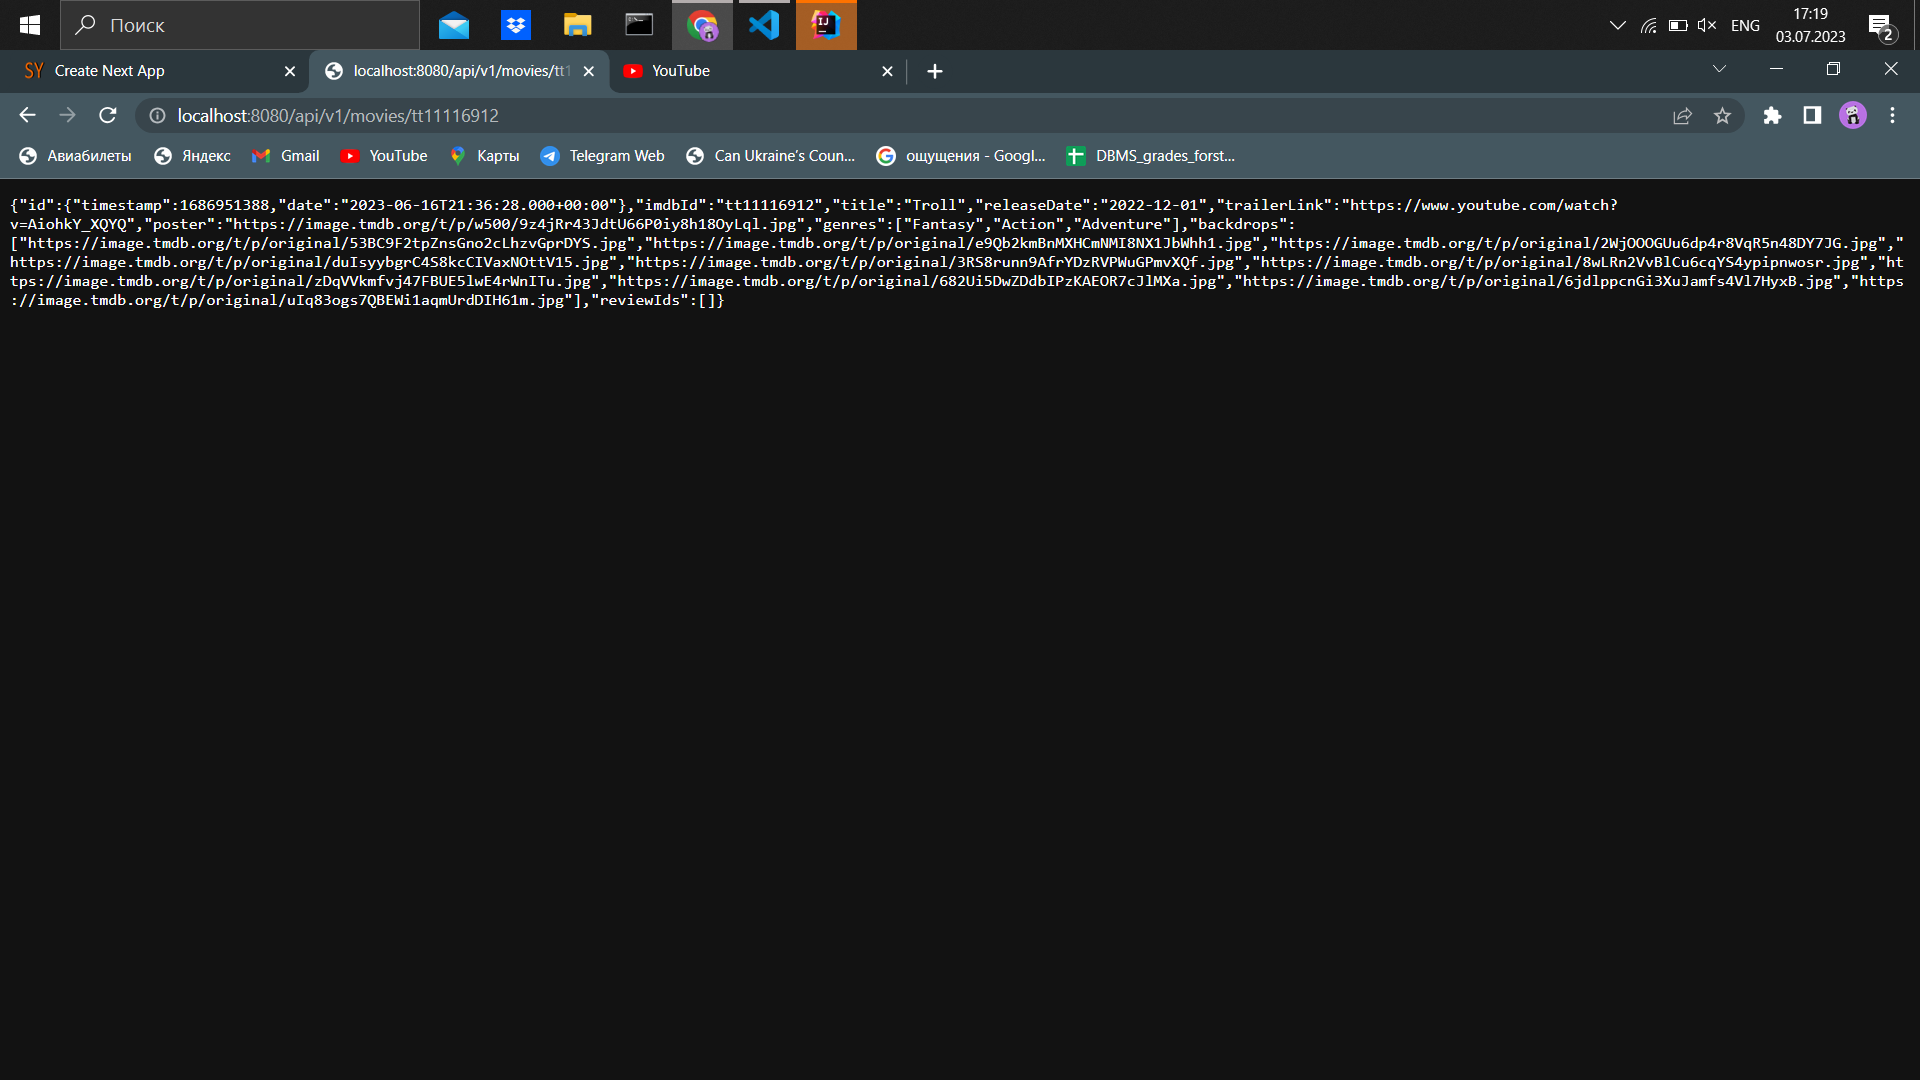 Поиск
ENG
17:19
03.07.2023
2
SY
Create Next App
localhost:8080/api/v1/movies/tt1
YouTube
localhost:8080/api/v1/movies/tt11116912
Авиабилеты
Яндекс
Gmail
YouTube
Карты
Telegram Web
Can Ukraine's Coun...
ощущения - Googl...
DBMS_grades_forst...
{"id":{"timestamp":1686951388,"date":"2023-06-16T21:36:28.000+00:00"},"imdbId":"tt11116912","title":"Troll","releaseDate":"2022-12-01","trailerLink":"https://www.youtube.com/watch?
v=AiohkY_XQYQ","poster":"https://image.tmdb.org/t/p/w500/9z4jRr43JdtU66P0iy8h18OyLql.jpg","genres":["Fantasy","Action","Adventure"],"backdrops":
["https://image.tmdb.org/t/p/original/53BC9F2tpZnsGno2cLhzvGprDYS.jpg","https://image.tmdb.org/t/p/original/e9Qb2kmBnMXHCmNMI8NX1JbWhh1.jpg","https://image.tmdb.org/t/p/original/2WjOOOGUu6dp4r8VqR5n48DY7JG.jpg","
https://image.tmdb.org/t/p/original/duIsyybgrC4S8kcCIVaxNOttV15.jpg","https://image.tmdb.org/t/p/original/3RS8runn9AfrYDzRVPWuGPmvXQf.jpg","https://image.tmdb.org/t/p/original/8wLRn2VvBlCu6cqYS4ypipnwosr.jpg","ht
tps://image.tmdb.org/t/p/original/zDqVVkmfvj47FBUE5lwE4rWnITu.jpg","https://image.tmdb.org/t/p/original/682Ui5DwZDdbIPzKAEOR7cJlMXa.jpg","https://image.tmdb.org/t/p/original/6jdlppcnGi3XuJamfs4Vl7HyxB.jpg","https
://image.tmdb.org/t/p/original/uIq83ogs7QBEWi1aqmUrdDIH61m.jpg"],"reviewIds":[]}